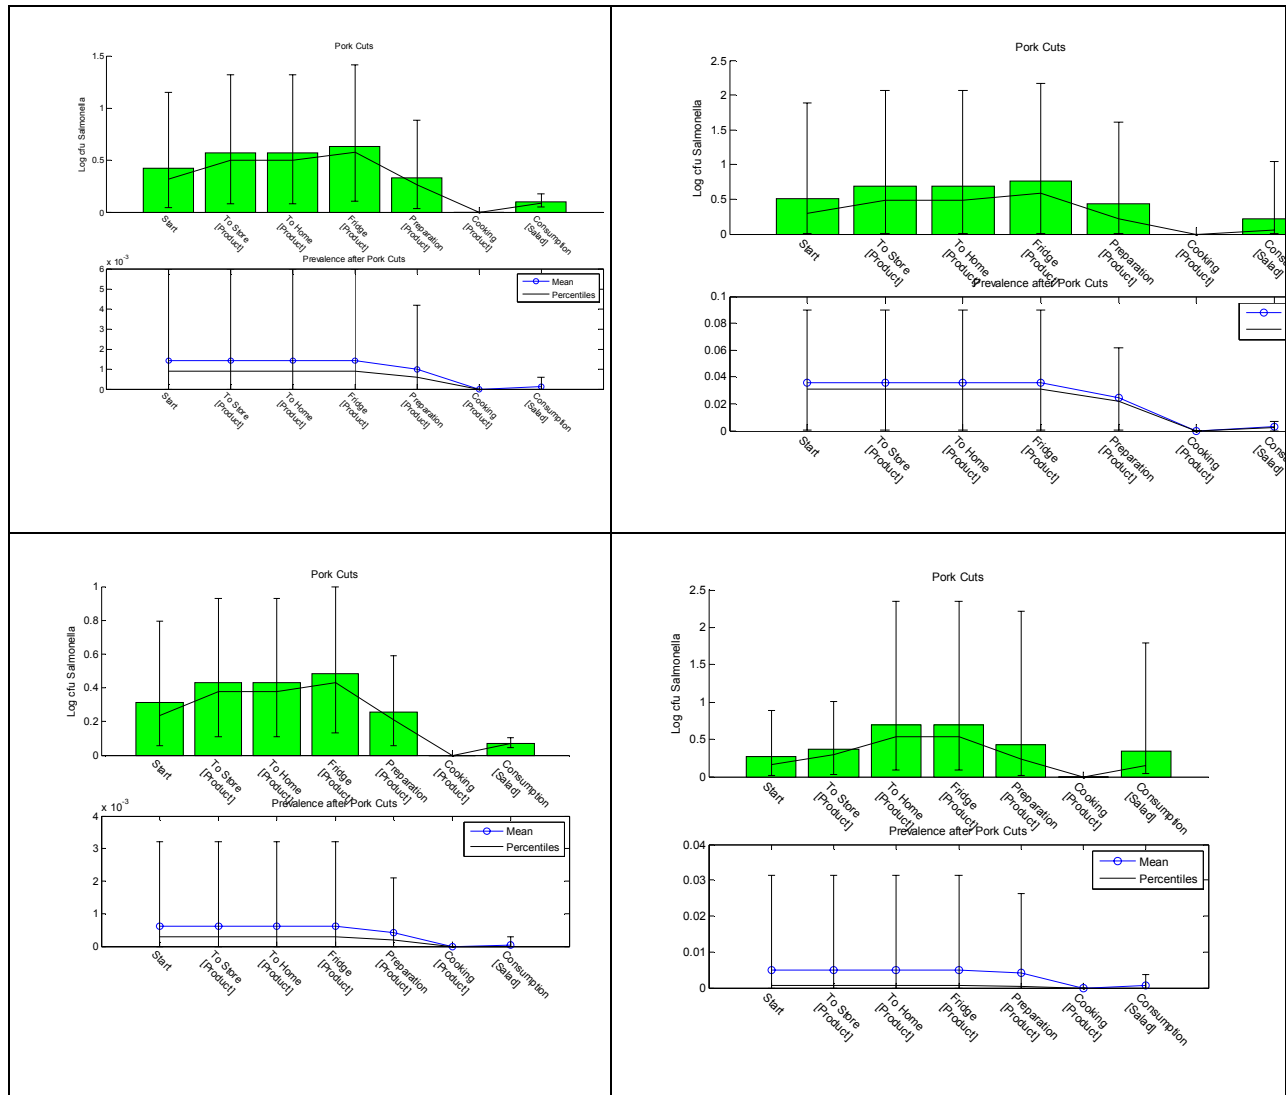 Pork Cuts
Log cfu Salmonella
1.5
1
0.5
0
Start
To Store
[Product]
To Home
[Product]
Fridge
[Product]
Preparation
[Product]
Cooking
[Product]
Consumption
[Salad]
x 10-3
Prevalence after Pork Cuts
6
5
4
3
2
1
0
Mean
Percentiles
Start
To Store
[Product]
To Home
[Product]
Fridge
[Product]
Preparation
[Product]
Cooking
[Product]
Consumption
[Salad]
Pork Cuts
Log cfu Salmonella
2.5
2
1.5
1
0.5
0
Start
To Store
[Product]
To Home
[Product]
Fridge
[Product]
Preparation
[Product]
Cooking
[Product]
Cons
[Salad]
Prevalence after Pork Cuts
0.1
0.08
0.06
0.04
0.02
0
Start
To Store
[Product]
To Home
[Product]
Fridge
[Product]
Preparation
[Product]
Cooking
[Product]
Cons
[Salad]
Pork Cuts
Log cfu Salmonella
1
0.8
0.6
0.4
0.2
0
Start
To Store
[Product]
To Home
[Product]
Fridge
[Product]
Preparation
[Product]
Cooking
[Product]
Consumption
[Salad]
x 10-3
Prevalence after Pork Cuts
4
3
2
1
0
Mean
Percentiles
Start
To Store
[Product]
To Home
[Product]
Fridge
[Product]
Preparation
[Product]
Cooking
[Product]
Consumption
[Salad]
Pork Cuts
Log cfu Salmonella
2.5
2
1.5
1
0.5
0
Start
To Store
[Product]
To Home
[Product]
Fridge
[Product]
Preparation
[Product]
Cooking
[Product]
Consumption
[Salad]
Prevalence after Pork Cuts
0.04
0.03
0.02
0.01
0
Mean
Percentiles
Start
To Store
[Product]
To Home
[Product]
Fridge
[Product]
Preparation
[Product]
Cooking
[Product]
Consumption
[Salad]